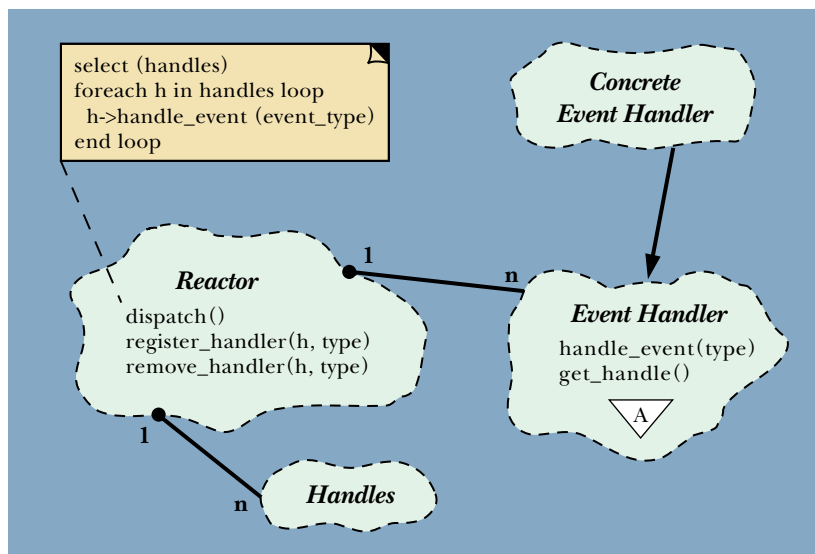 select (handles)
foreach h in handles loop
h->handle_event (event_type)
end loop
Concrete
Event Handler
1
n
Reactor
dispatch()
register_handler(h, type)
remove_handler(h, type)
Event Handler
handle_event(type)
get_handle()
A
1
n
Handles